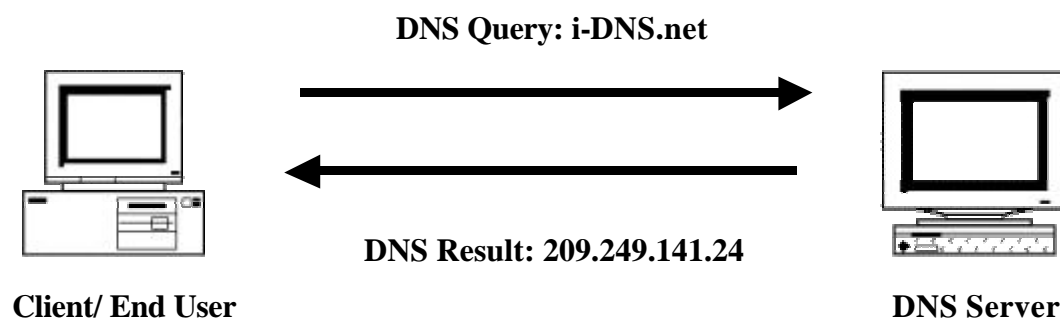 DNS Query: i-DNS.net
DNS Result: 209.249.141.24
Client/ End User
DNS Server